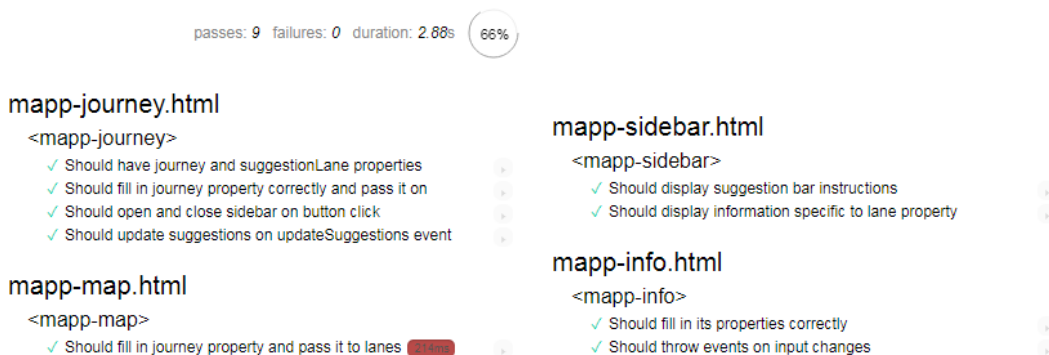 passes: 9 failures: 0 duration: 2.88s 66%
mapp-journey.html
<mapp-journey>
✓ Should have journey and suggestionLane properties
✓ Should fill in journey property correctly and pass it on
✓ Should open and close sidebar on button click
✓ Should update suggestions on updateSuggestions event
mapp-map.html
<mapp-map>
✓ Should fill in journey property and pass it to lanes 214ms
mapp-sidebar.html
<mapp-sidebar>
✓ Should display suggestion bar instructions
✓ Should display information specific to lane property
mapp-info.html
<mapp-info>
✓ Should fill in its properties correctly
✓ Should throw events on input changes